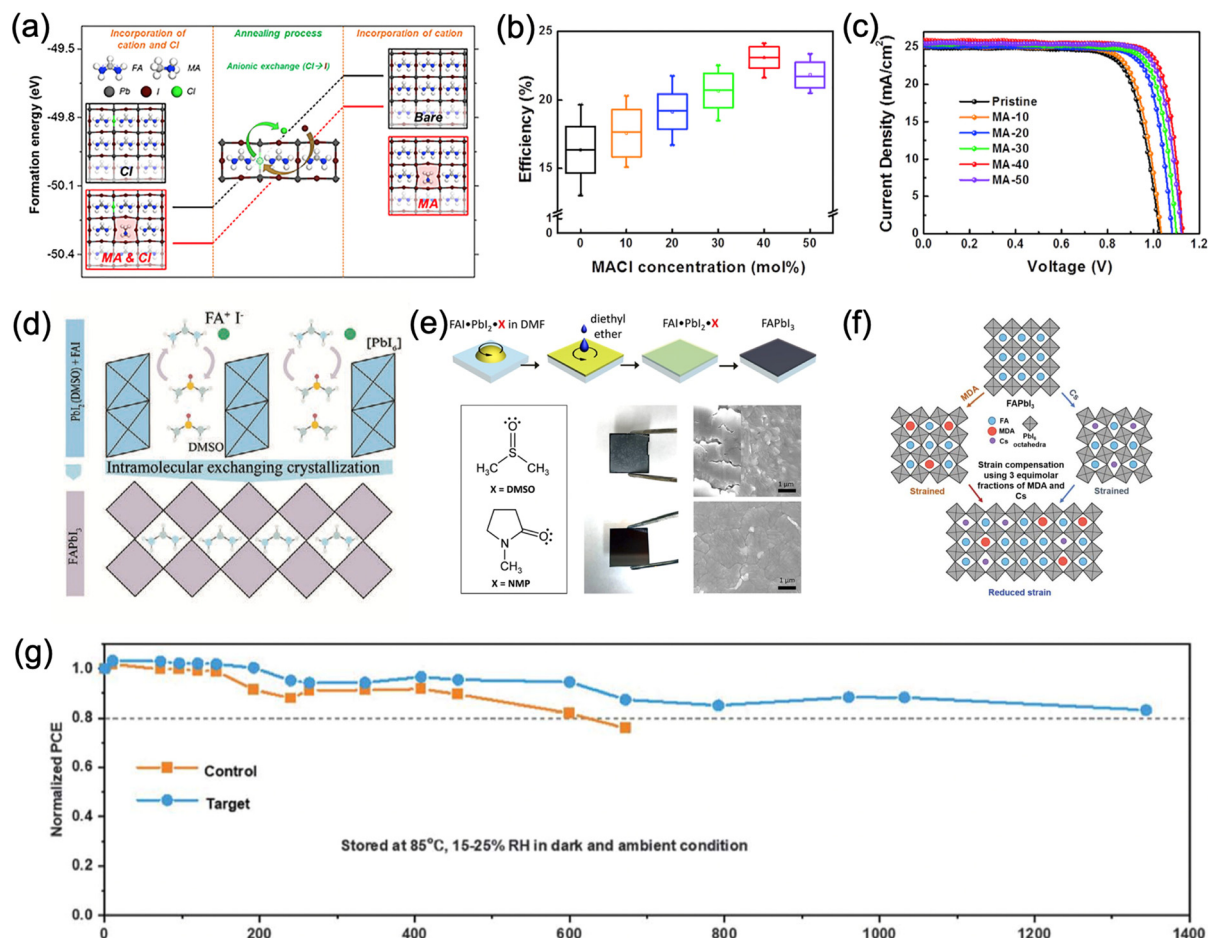 (a)
Incorporation of
cation and Cl
Annealing process
Incorporation of cation
Anionic exchange (Cl→I)
FA
MA
Pb
I
Cl
Cl
MA & Cl
Bare
MA
Formation energy (eV)
-49.5
-49.8
-50.1
-50.4
(b)
Efficiency (%)
25
20
15
1
0
0
10
20
30
40
50
MACl concentration (mol%)
(c)
Current Density (mA/cm²)
25
20
15
10
5
0
Pristine
MA-10
MA-20
MA-30
MA-40
MA-50
0.0
0.2
0.4
0.6
0.8
1.0
1.2
Voltage (V)
(d)
PbI₂(DMSO) + FAI
FA⁺ I⁻
[PbI₆]
DMSO
Intramolecular exchanging crystallization
FAPbI₃
(e)
FAI•PbI₂•X in DMF
diethyl
ether
FAI•PbI₂•X
FAPbI₃
O
S
H₃C
CH₃
X = DMSO
N
O
CH₃
X = NMP
1 µm
1 µm
(f)
FAPbI₃
MDA
Cs
FA
MDA
Cs
PbI₆
octahedra
Strain compensation
using 3 equimolar
fractions of MDA and
Cs
Strained
Strained
Reduced strain
(g)
Normalized PCE
1.0
0.8
0.6
0.4
0.2
0.0
Control
Target
Stored at 85°C, 15-25% RH in dark and ambient condition
0
200
400
600
800
1000
1200
1400